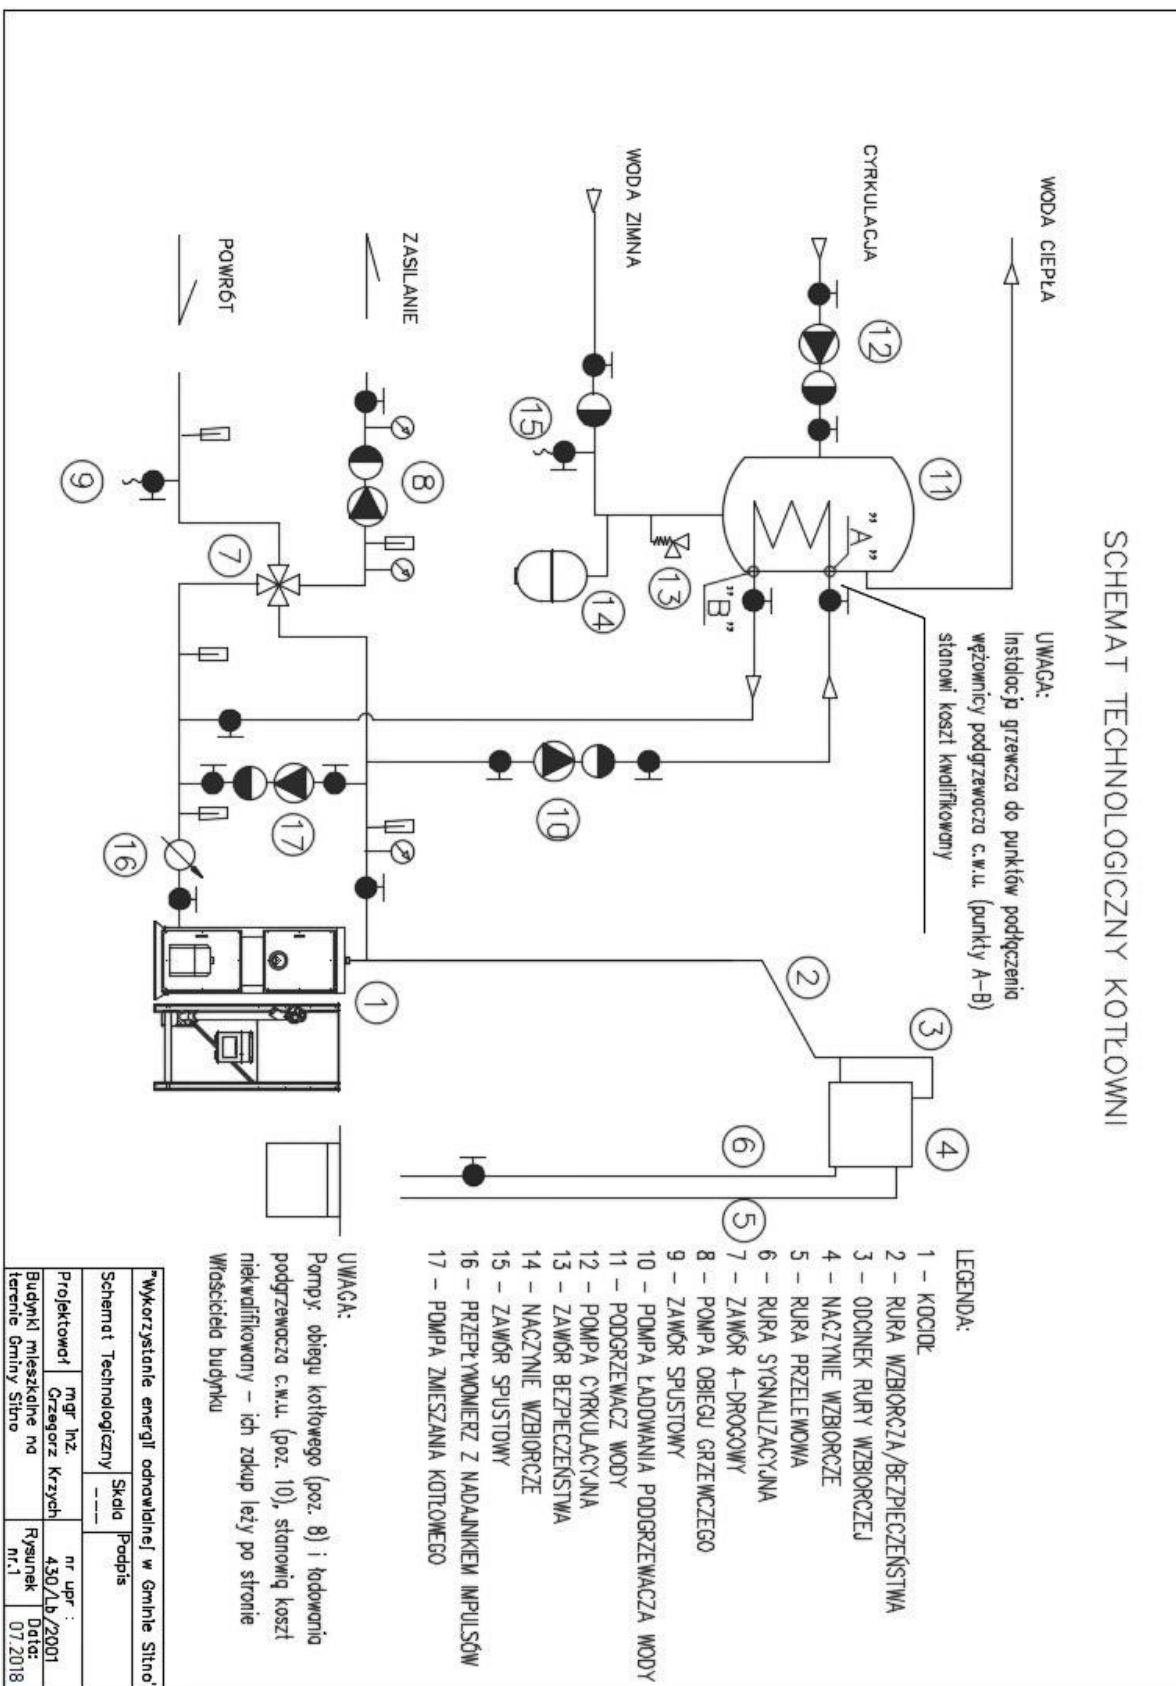 SCHEMAT TECHNOLOGICZNY KOTŁOWNI
WODA CIEPŁA
CYRKULACJA
WODA ZIMNA
ZASILANIE
POWRÓT
12
11
15
14
13
"A"
"B"
8
9
7
10
17
16
1
2
3
4
6
5
UWAGA:
Instalacja grzewcza do punktów podłączenia
wężownicy podgrzewacza c.w.u. (punkty A-B)
stanowi koszt kwalifikowany
LEGENDA:
1 - KOCIOŁ
2 - RURA WZBIORCZA/BEZPIECZEŃSTWA
3 - ODCINEK RURY WZBIORCZEJ
4 - NACZYNIE WZBIORCZE
5 - RURA PRZELEWOWA
6 - RURA SYGNALIZACYJNA
7 - ZAWÓR 4-DROGOWY
8 - POMPA OBIEGU GRZEWCZEGO
9 - ZAWÓR SPUSTOWY
10 - POMPA ŁADOWANIA PODGRZEWACZA WODY
11 - PODGRZEWACZ WODY
12 - POMPA CYRKULACYJNA
13 - ZAWÓR BEZPIECZEŃSTWA
14 - NACZYNIE WZBIORCZE
15 - ZAWÓR SPUSTOWY
16 - PRZEPŁYWOMIERZ Z NADAJNIKIEM IMPULSÓW
17 - POMPA ZMIESZANIA KOTŁOWEGO
UWAGA:
Pompy: obiegu kotłowego (poz. 8) i ładowania
podgrzewacza c.w.u. (poz. 10), stanowią koszt
niekwalifikowany - ich zakup leży po stronie
Właściciela budynku
"Wykorzystanie energii odnawialnej w Gminie Sitno"
Schemat Technologiczny
Skala
---
Podpis
Projektował
mgr inż.
Grzegorz Krzych
nr upr :
430/Lb/2001
Budynki mieszkalne na
terenie Gminy Sitno
Rysunek
nr.1
Data:
07.2018